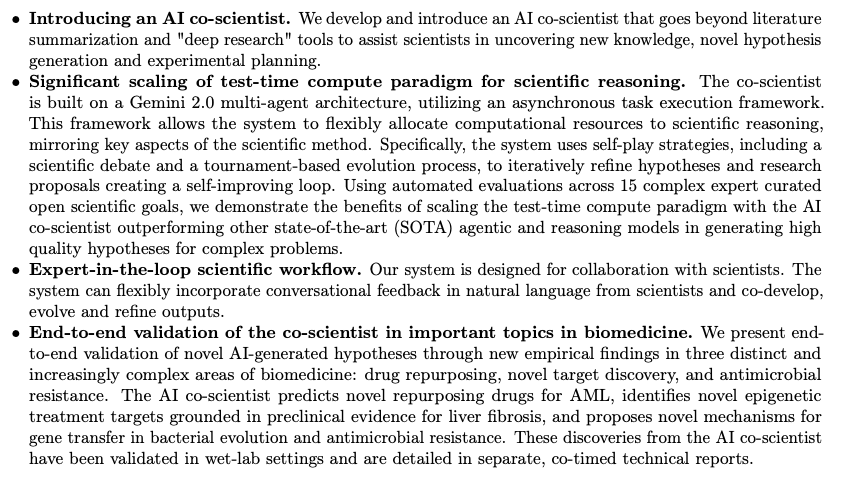 • Introducing an AI co-scientist. We develop and introduce an AI co-scientist that goes beyond literature
summarization and "deep research" tools to assist scientists in uncovering new knowledge, novel hypothesis
generation and experimental planning.
• Significant scaling of test-time compute paradigm for scientific reasoning. The co-scientist
is built on a Gemini 2.0 multi-agent architecture, utilizing an asynchronous task execution framework.
This framework allows the system to flexibly allocate computational resources to scientific reasoning,
mirroring key aspects of the scientific method. Specifically, the system uses self-play strategies, including a
scientific debate and a tournament-based evolution process, to iteratively refine hypotheses and research
proposals creating a self-improving loop. Using automated evaluations across 15 complex expert curated
open scientific goals, we demonstrate the benefits of scaling the test-time compute paradigm with the AI
co-scientist outperforming other state-of-the-art (SOTA) agentic and reasoning models in generating high
quality hypotheses for complex problems.
• Expert-in-the-loop scientific workflow. Our system is designed for collaboration with scientists. The
system can flexibly incorporate conversational feedback in natural language from scientists and co-develop,
evolve and refine outputs.
• End-to-end validation of the co-scientist in important topics in biomedicine. We present end-
to-end validation of novel AI-generated hypotheses through new empirical findings in three distinct and
increasingly complex areas of biomedicine: drug repurposing, novel target discovery, and antimicrobial
resistance. The AI co-scientist predicts novel repurposing drugs for AML, identifies novel epigenetic
treatment targets grounded in preclinical evidence for liver fibrosis, and proposes novel mechanisms for
gene transfer in bacterial evolution and antimicrobial resistance. These discoveries from the AI co-scientist
have been validated in wet-lab settings and are detailed in separate, co-timed technical reports.